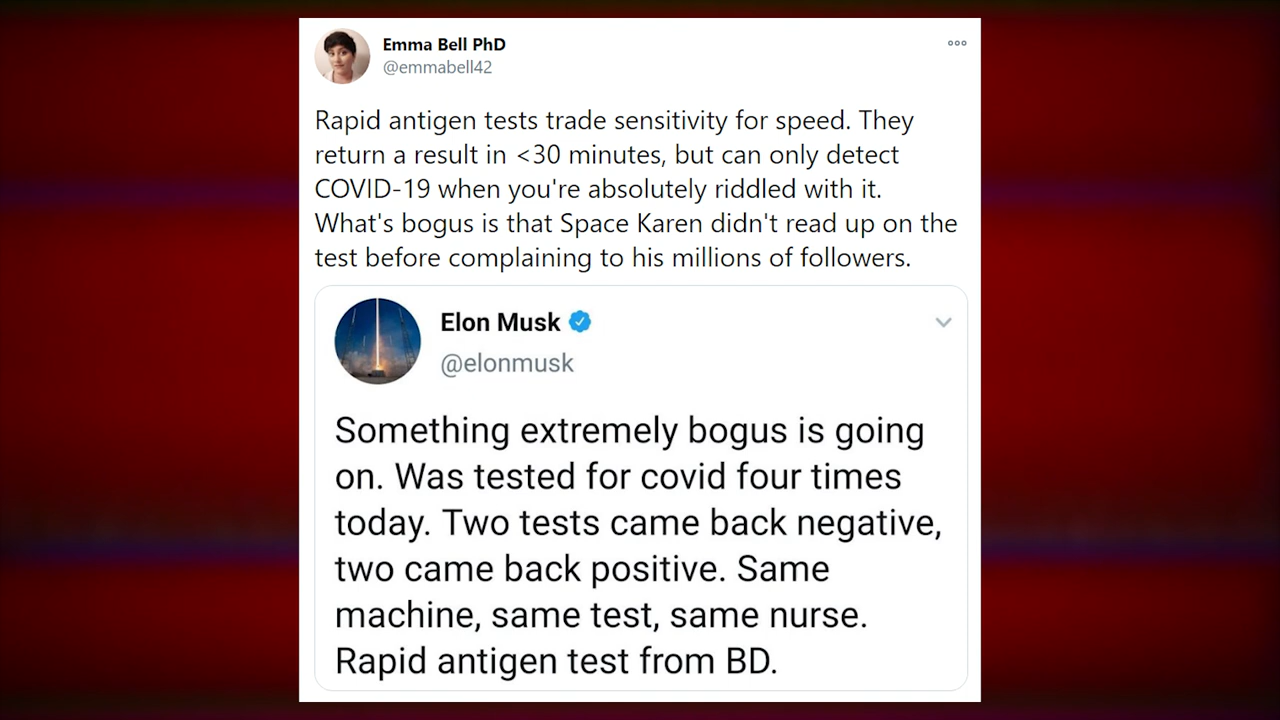 Emma Bell PhD
@emmabell42
Rapid antigen tests trade sensitivity for speed. They
return a result in <30 minutes, but can only detect
COVID-19 when you're absolutely riddled with it.
What's bogus is that Space Karen didn't read up on the
test before complaining to his millions of followers.
Elon Musk
@elonmusk
Something extremely bogus is going
on. Was tested for covid four times
today. Two tests came back negative,
two came back positive. Same
machine, same test, same nurse.
Rapid antigen test from BD.